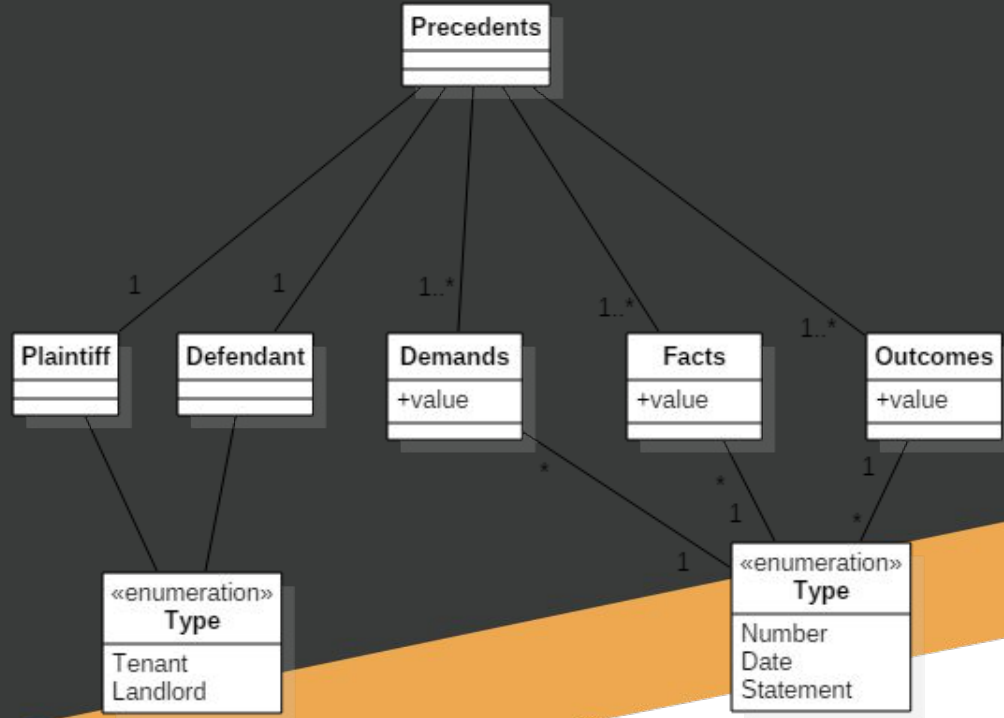 Precedents
1
1
1..*
1..*
1..*
Plaintiff
Defendant
Demands
+value
Facts
+value
Outcomes
+value
*
*
1
1
*
1
«enumeration»
Type
Tenant
Landlord
«enumeration»
Type
Number
Date
Statement